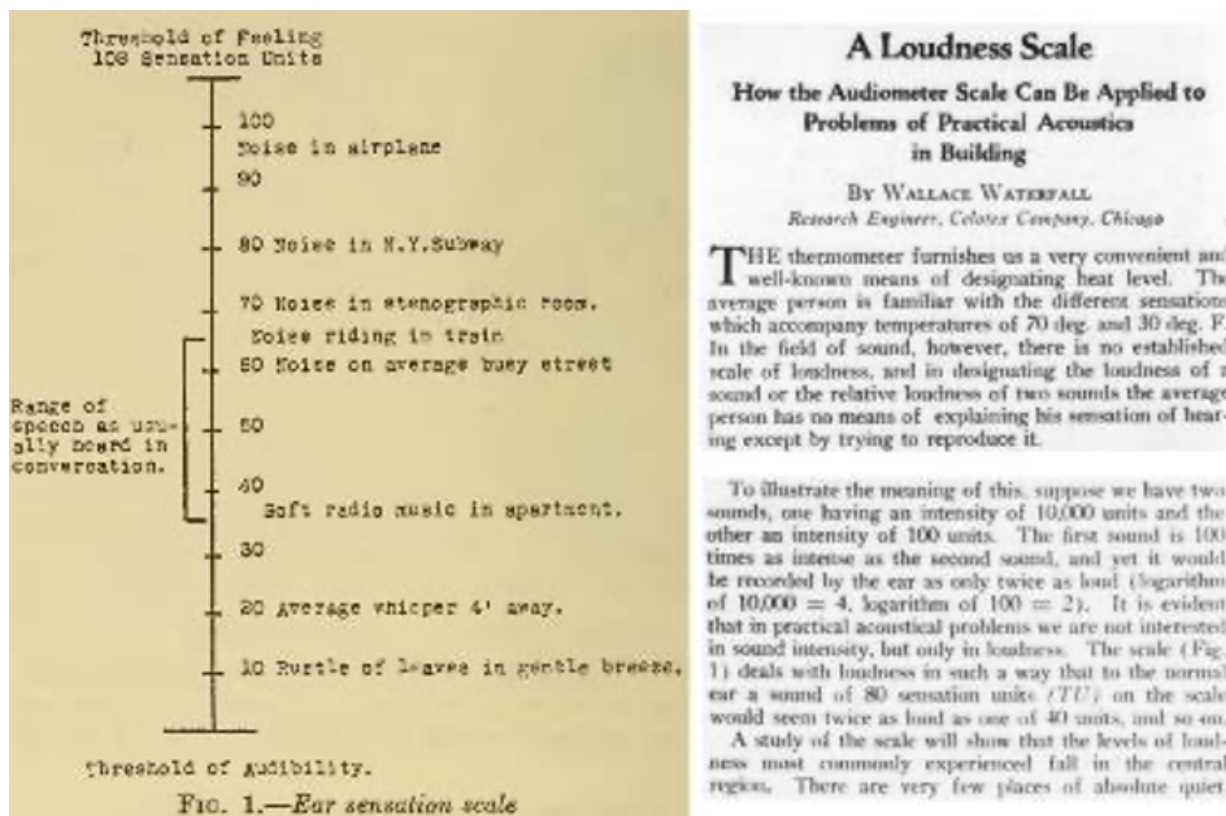 Threshold of Feeling
108 Sensation Units
100
Noise in airplane
90
80 Noise in N.Y.Subway
70 Noise in stenographic room.
Noise riding in train
60 Noise on average busy street
Range of
speech as usu-
ally heard in
conversation.
50
40
Soft radio music in apartment.
30
20 Average whisper 4' away.
10 Rustle of leaves in gentle breeze.
Threshold of Audibility.
FIG. 1.—Ear sensation scale
A Loudness Scale
How the Audiometer Scale Can Be Applied to
Problems of Practical Acoustics
in Building
BY WALLACE WATERFALL
Research Engineer, Celotex Company, Chicago
THE thermometer furnishes us a very convenient and
well-known means of designating heat level. The
average person is familiar with the different sensations
which accompany temperatures of 70 deg. and 30 deg. F.
In the field of sound, however, there is no established
scale of loudness, and in designating the loudness of a
sound or the relative loudness of two sounds the average
person has no means of explaining his sensation of hear-
ing except by trying to reproduce it.
To illustrate the meaning of this, suppose we have two
sounds, one having an intensity of 10,000 units and the
other an intensity of 100 units. The first sound is 100
times as intense as the second sound, and yet it would
be recorded by the ear as only twice as loud (logarithm
of 10,000 = 4, logarithm of 100 = 2). It is evident
that in practical acoustical problems we are not interested
in sound intensity, but only in loudness. The scale (Fig.
1) deals with loudness in such a way that to the normal
ear a sound of 80 sensation units (TU) on the scale
would seem twice as loud as one of 40 units, and so on.
A study of the scale will show that the levels of loud-
ness most commonly experienced fall in the central
region. There are very few places of absolute quiet